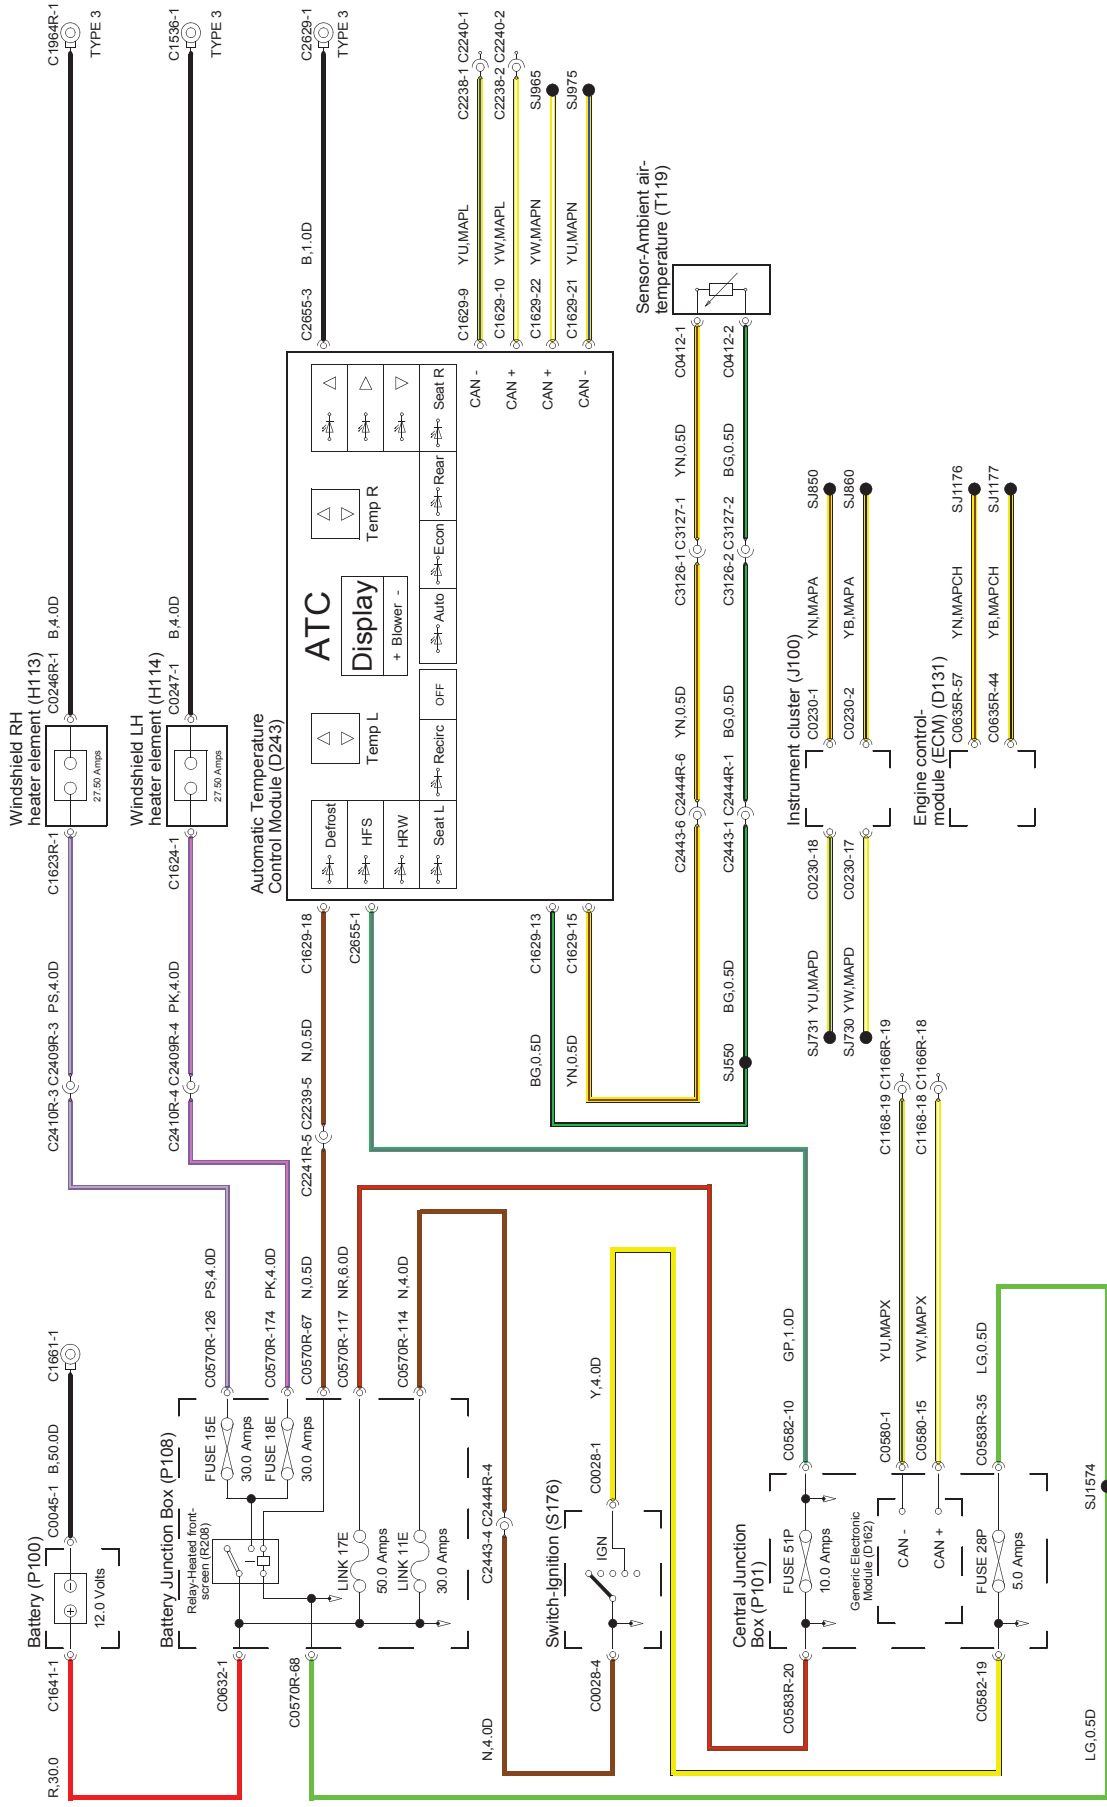 C1964R-1
TYPE 3
C1536-1
TYPE 3
C2629-1
TYPE 3
C2238-1 C2240-1
C2238-2 C2240-2
SJ965
SJ975
Windshield RH
heater element (H113)
C0246R-1 B,4.0D
27.50 Amps
C1623R-1
C2410R-3 C2409R-3 PS,4.0D
Windshield LH
heater element (H114)
C0247-1 B,4.0D
27.50 Amps
C1624-1
C2410R-4 C2409R-4 PK,4.0D
Automatic Temperature
Control Module (D243)
C2655-3 B,1.0D
ATC
Display
+ Blower -
Temp L
Temp R
Defrost
HFS
HRW
Seat L
Recirc
OFF
Auto
Econ
Rear
Seat R
CAN -
CAN +
CAN +
CAN -
C1629-9 YU,MAPL
C1629-10 YW,MAPL
C1629-22 YW,MAPN
C1629-21 YU,MAPN
C1629-18
C2655-1
C1629-13
C1629-15
C2241R-5 C2239-5 N,0.5D
BG,0.5D
YN,0.5D
Sensor-Ambient air-
temperature (T119)
C0412-1
C0412-2
YN,0.5D
BG,0.5D
C3126-1 C3127-1
C3126-2 C3127-2
YN,0.5D
BG,0.5D
C2443-6 C2444R-6
C2443-1 C2444R-1
BG,0.5D
SJ550
Instrument cluster (J100)
C0230-1 YN,MAPA SJ850
C0230-2 YB,MAPA SJ860
C0230-18
C0230-17
SJ731 YU,MAPD
SJ730 YW,MAPD
Engine control-
module (ECM) (D131)
C0635R-57 YN,MAPCH SJ1176
C0635R-44 YB,MAPCH SJ1177
C1168-19 C1166R-19
C1168-18 C1166R-18
Battery (P100)
12.0 Volts
C0045-1 B,50.0D C1661-1
C1641-1
R,30.0
Battery Junction Box (P108)
Relay-Heated front-
screen (R208)
FUSE 15E
30.0 Amps
FUSE 18E
30.0 Amps
LINK 17E
50.0 Amps
LINK 11E
30.0 Amps
C0570R-126 PS,4.0D
C0570R-174 PK,4.0D
C0570R-67 N,0.5D
C0570R-117 NR,6.0D
C0570R-114 N,4.0D
C0632-1
C0570R-68
C2443-4 C2444R-4
N,4.0D
Switch-Ignition (S176)
IGN
C0028-1 Y,4.0D
C0028-4
Central Junction
Box (P101)
FUSE 51P
10.0 Amps
Generic Electronic
Module (D162)
CAN -
CAN +
FUSE 28P
5.0 Amps
C0582-10 GP,1.0D
C0580-1 YU,MAPX
C0580-15 YW,MAPX
C0583R-35 LG,0.5D
C0583R-20
C0582-19
SJ1574
LG,0.5D